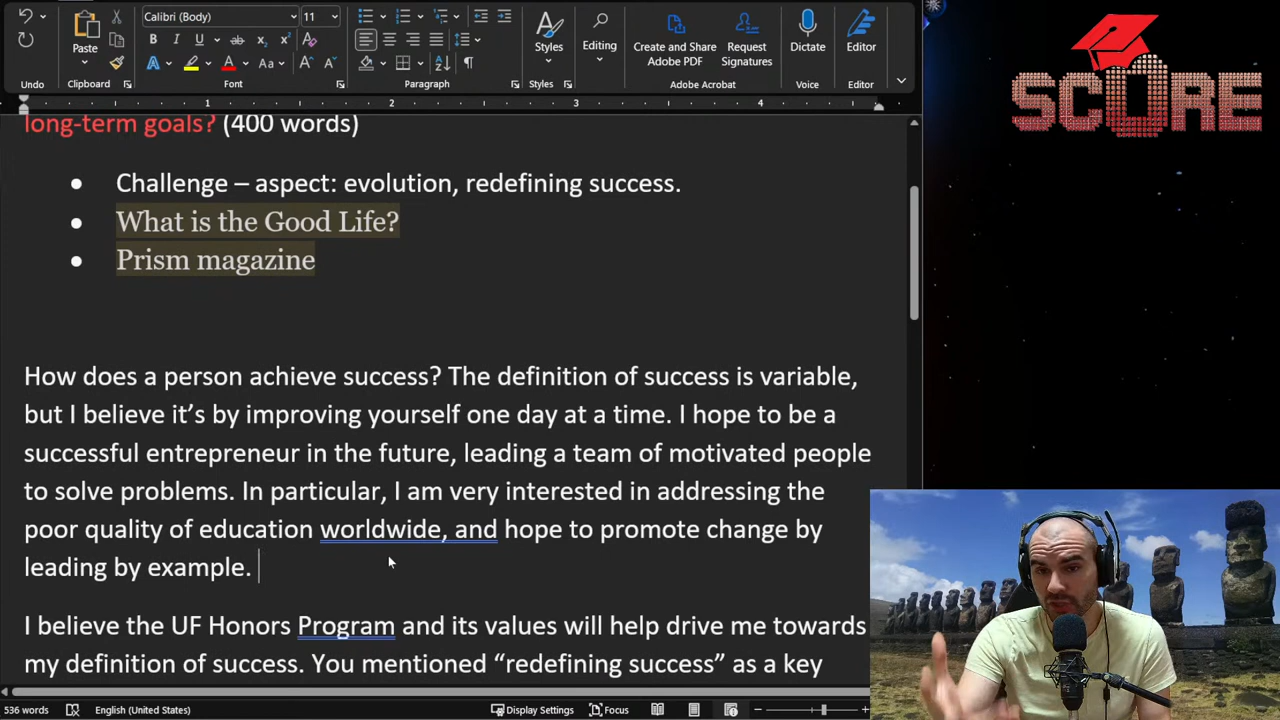 Calibri (Body)
11
Paste
Styles
Editing
Create and Share
Adobe PDF
Request
Signatures
Dictate
Editor
Undo
Clipboard
Font
Paragraph
Styles
Adobe Acrobat
Voice
Editor
1
2
3
4
SCORE
long-term goals? (400 words)
• Challenge – aspect: evolution, redefining success.
• What is the Good Life?
• Prism magazine
How does a person achieve success? The definition of success is variable,
but I believe it's by improving yourself one day at a time. I hope to be a
successful entrepreneur in the future, leading a team of motivated people
to solve problems. In particular, I am very interested in addressing the
poor quality of education worldwide, and hope to promote change by
leading by example.
I believe the UF Honors Program and its values will help drive me towards
my definition of success. You mentioned “redefining success” as a key
536 words
English (United States)
Display Settings
Focus